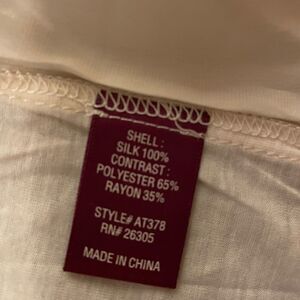 SHELL :
SILK 100%
CONTRAST :
POLYESTER 65%
RAYON 35%
STYLE# AT378
RN# 26305
MADE IN CHINA